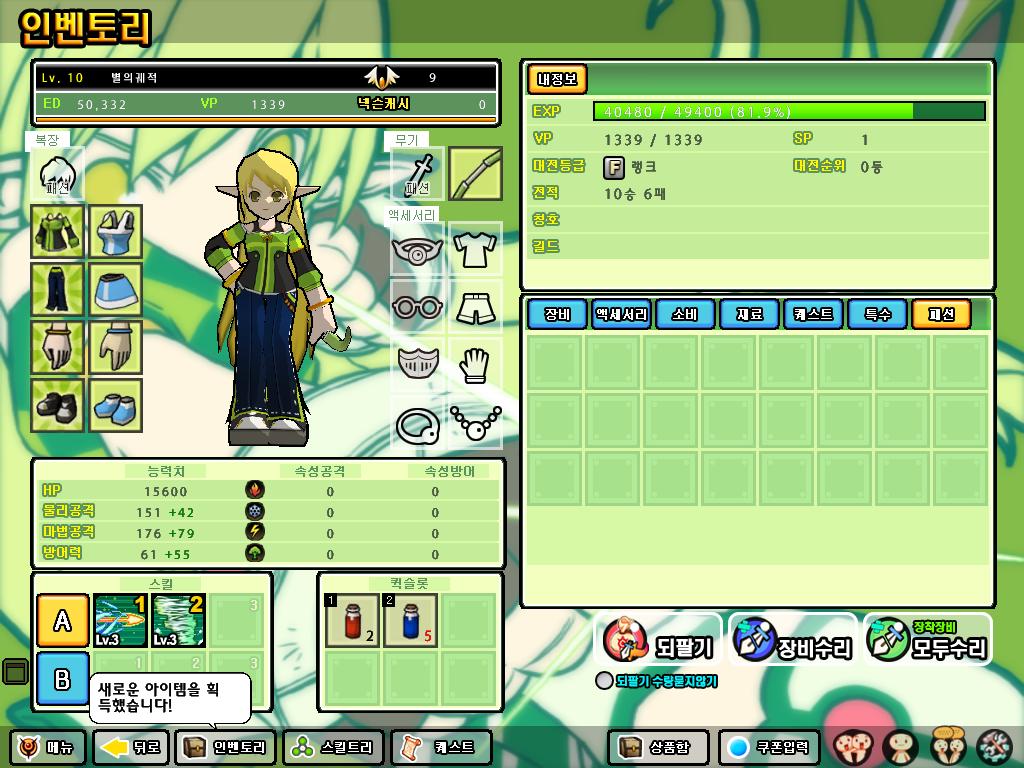 인벤토리
Lv. 10 별의궤적 9
ED 50,332 VP 1339 넥슨캐시 0
복장
패션
무기
패션
액세서리
내정보
EXP 40480 / 49400 (81.9%)
VP 1339 / 1339 SP 1
대전등급 F 랭크 대전순위 0등
전적 10승 6패
칭호
길드
장비 액세서리 소비 재료 퀘스트 특수 패션
능력치 속성공격 속성방어
HP 15600 0 0
물리공격 151 +42 0 0
마법공격 176 +79 0 0
방어력 61 +55 0 0
스킬
A 1 Lv.3 2 Lv.3 3
B 1 2 3
퀵슬롯
1 2 2 5
되팔기 장비수리 장착장비 모두수리
되팔기 수량묻지않기
새로운 아이템을 획
득했습니다!
메뉴 뒤로 인벤토리 스킬트리 퀘스트 상품함 쿠폰입력